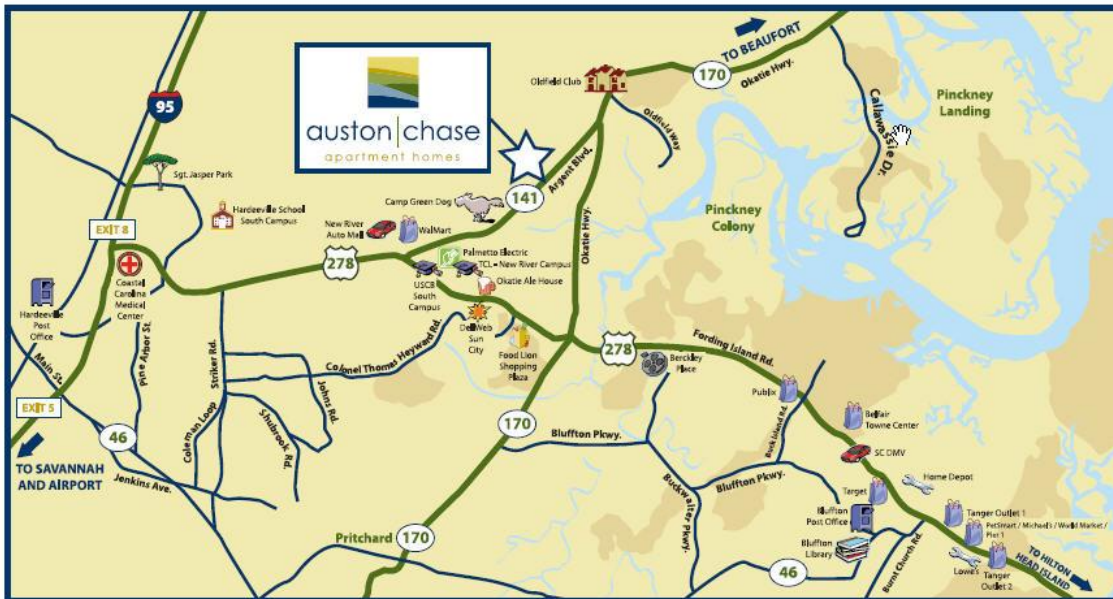 TO BEAUFORT
170
Okatie Hwy.
Oldfield Club
Oldfield Way
Callawassie Dr.
Pinckney
Landing
Pinckney
Colony
95
auston|chase
apartment homes
Sgt. Jasper Park
Hardeeville School
South Campus
EXIT 8
141
Argent Blvd.
Camp Green Dog
New River
Auto Mall
WalMart
278
Palmetto Electric
TCL - New River Campus
USCB
South
Campus
Okatie Ale House
Okatie Hwy.
Coastal
Carolina
Medical
Center
Hardeeville
Post
Office
Main St.
Pine Arbor St.
Striker Rd.
Colonel Thomas Heyward Rd.
Del Web
Sun
City
Food Lion
Shopping
Plaza
278
Fording Island Rd.
Berckley
Place
Publix
Buck Island Rd.
Belfair
Towne Center
SC DMV
EXIT 5
TO SAVANNAH
AND AIRPORT
46
Jenkins Ave.
Coleman Loop
Shubrook Rd.
Johns Rd.
170
Bluffton Pkwy.
Buckwalter Pkwy.
Bluffton Pkwy.
Target
Home Depot
Bluffton
Post Office
Bluffton
Library
Tanger Outlet 1
PetSmart / Michael's / World Market /
Pier 1
Pritchard
170
46
Burnt Church Rd.
Lowe's
Tanger
Outlet 2
TO HILTON
HEAD ISLAND